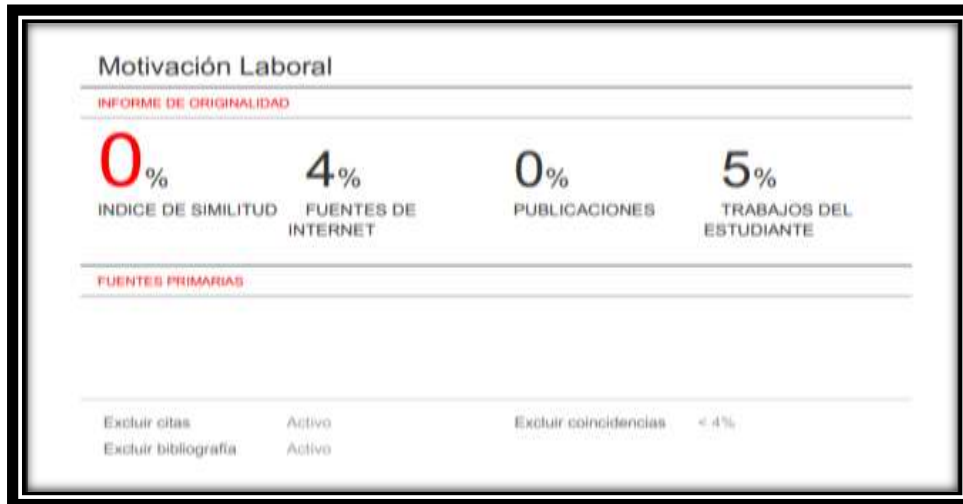 Motivación Laboral
INFORME DE ORIGINALIDAD
0% 4% 0% 5%
INDICE DE SIMILITUD FUENTES DE INTERNET PUBLICACIONES TRABAJOS DEL ESTUDIANTE
FUENTES PRIMARIAS
Excluir citas Activo Excluir coincidencias < 4%
Excluir bibliografía Activo